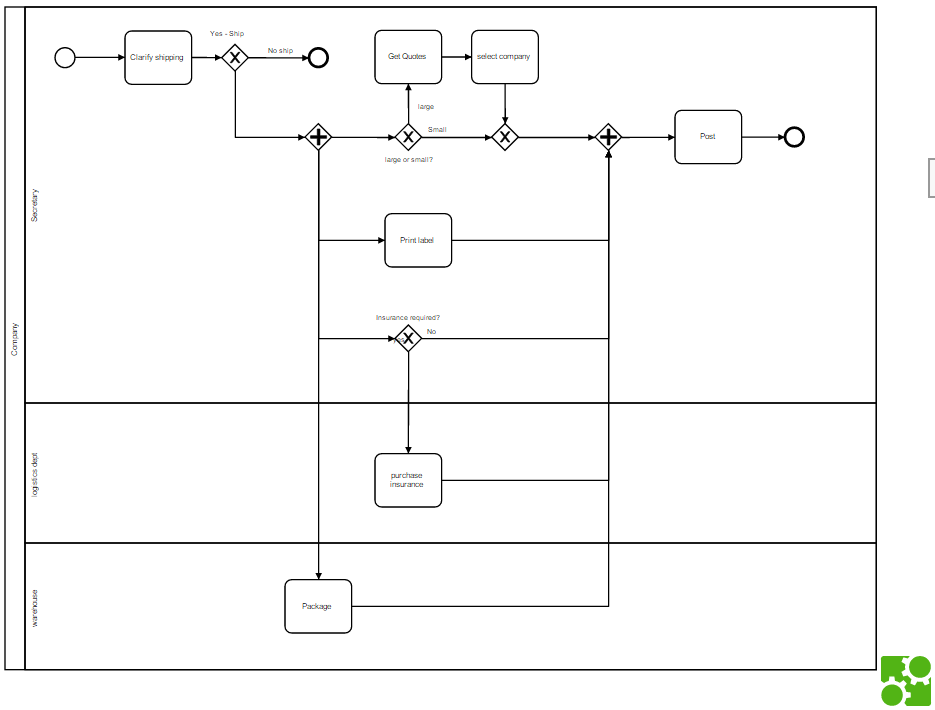 Yes - Ship
Clarify shipping
No ship
Get Quotes
select company
large
Small
large or small?
Post
Print label
Insurance required?
No
yes
purchase
insurance
Package
Company
Secretary
logistics dept
warehouse